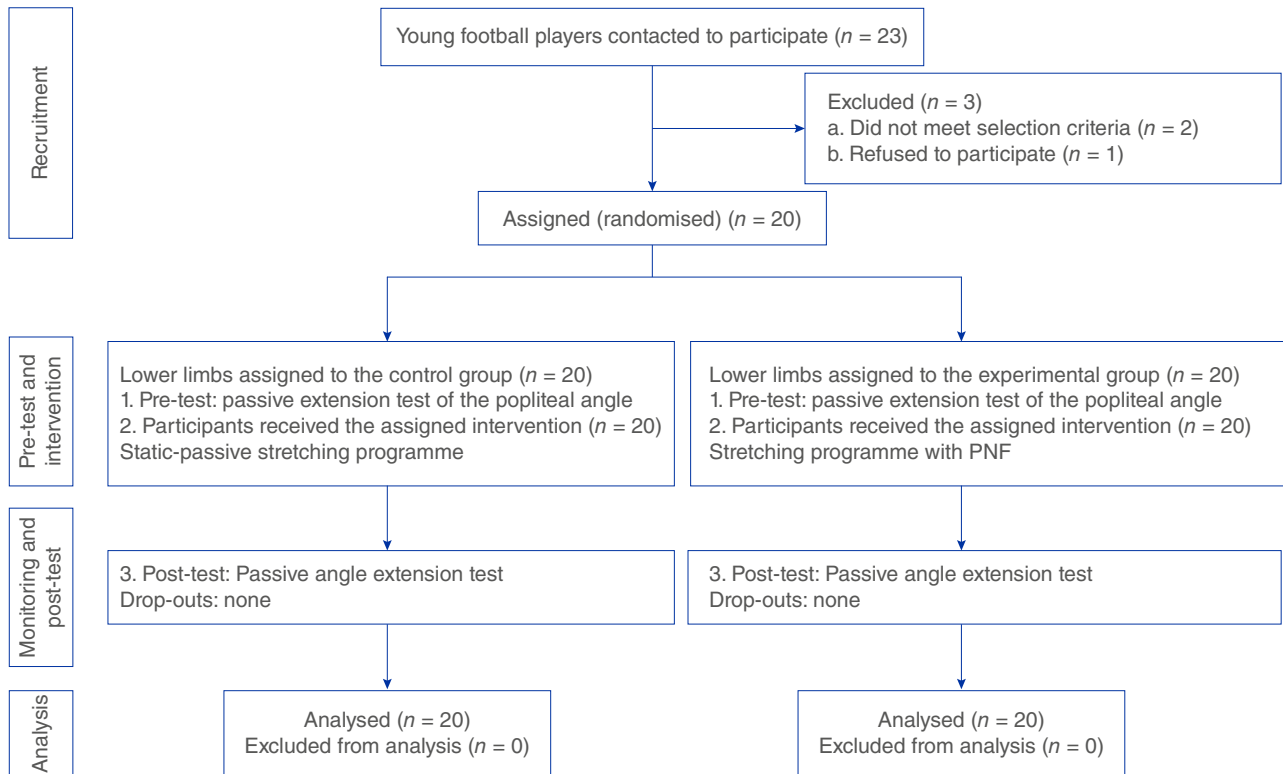 Recruitment
Young football players contacted to participate (n = 23)
Excluded (n = 3)
a. Did not meet selection criteria (n = 2)
b. Refused to participate (n = 1)
Assigned (randomised) (n = 20)
Pre-test and
intervention
Lower limbs assigned to the control group (n = 20)
1. Pre-test: passive extension test of the popliteal angle
2. Participants received the assigned intervention (n = 20)
Static-passive stretching programme
Lower limbs assigned to the experimental group (n = 20)
1. Pre-test: passive extension test of the popliteal angle
2. Participants received the assigned intervention (n = 20)
Stretching programme with PNF
Monitoring and
post-test
3. Post-test: Passive angle extension test
Drop-outs: none
3. Post-test: Passive angle extension test
Drop-outs: none
Analysis
Analysed (n = 20)
Excluded from analysis (n = 0)
Analysed (n = 20)
Excluded from analysis (n = 0)